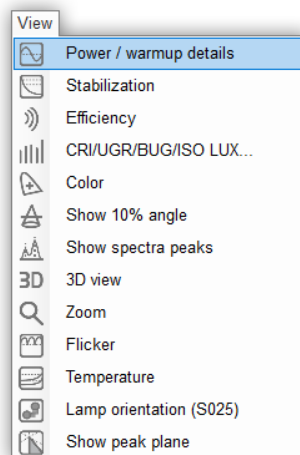 View
Power / warmup details
Stabilization
Efficiency
CRI/UGR/BUG/ISO LUX...
Color
Show 10% angle
Show spectra peaks
3D 3D view
Zoom
Flicker
Temperature
Lamp orientation (S025)
Show peak plane